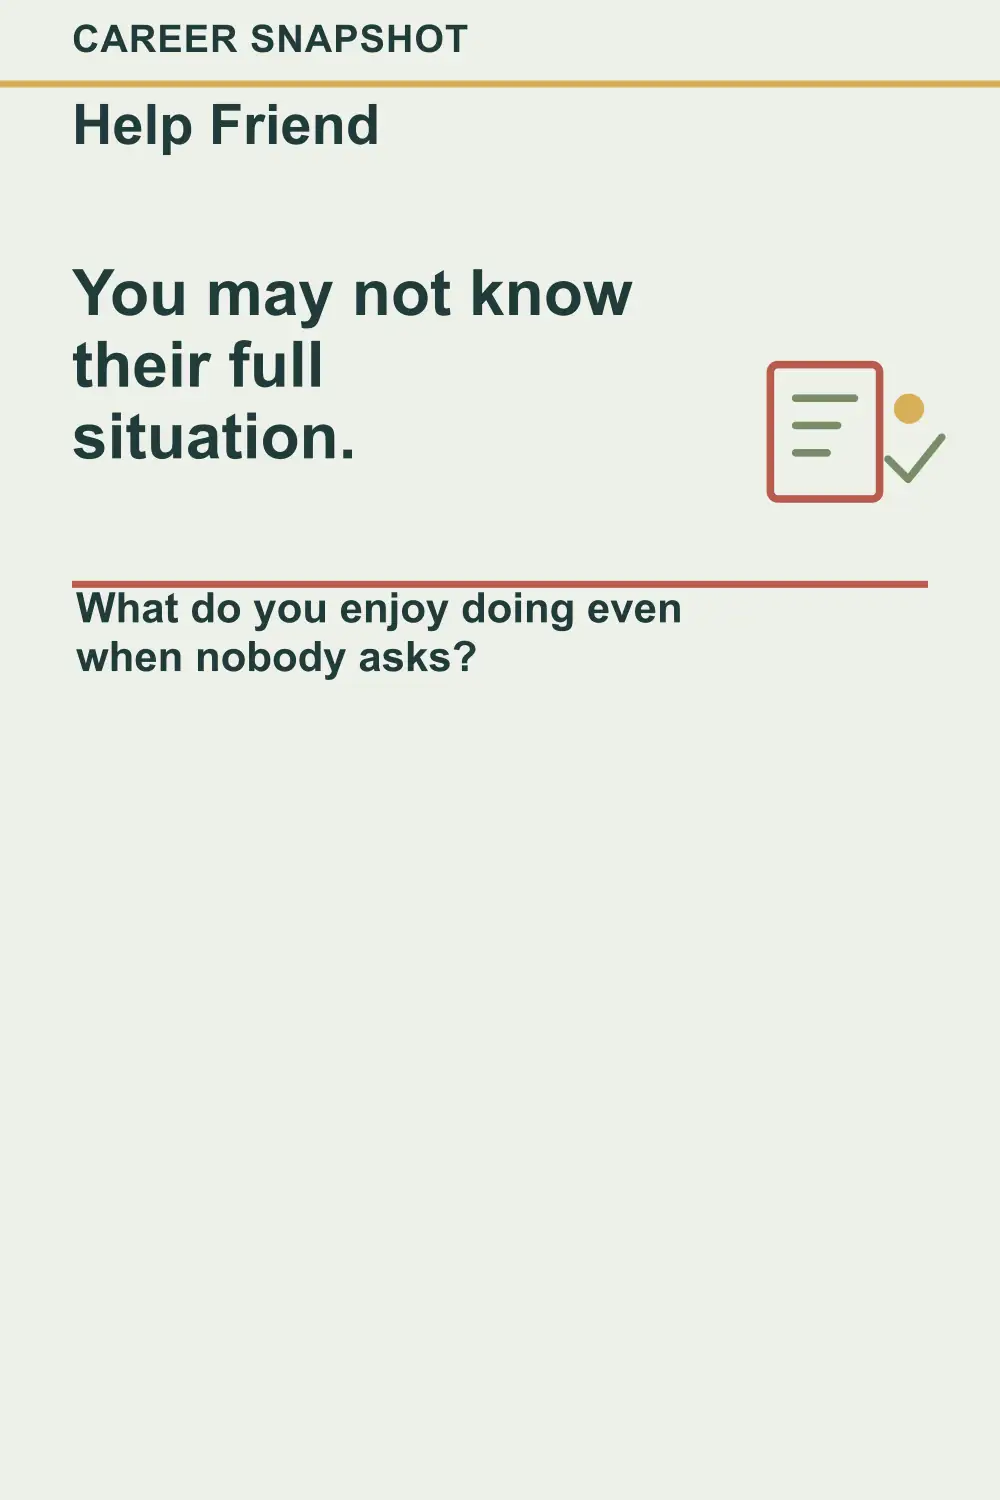 CAREER SNAPSHOT
Help Friend
You may not know
their full
situation.
What do you enjoy doing even
when nobody asks?